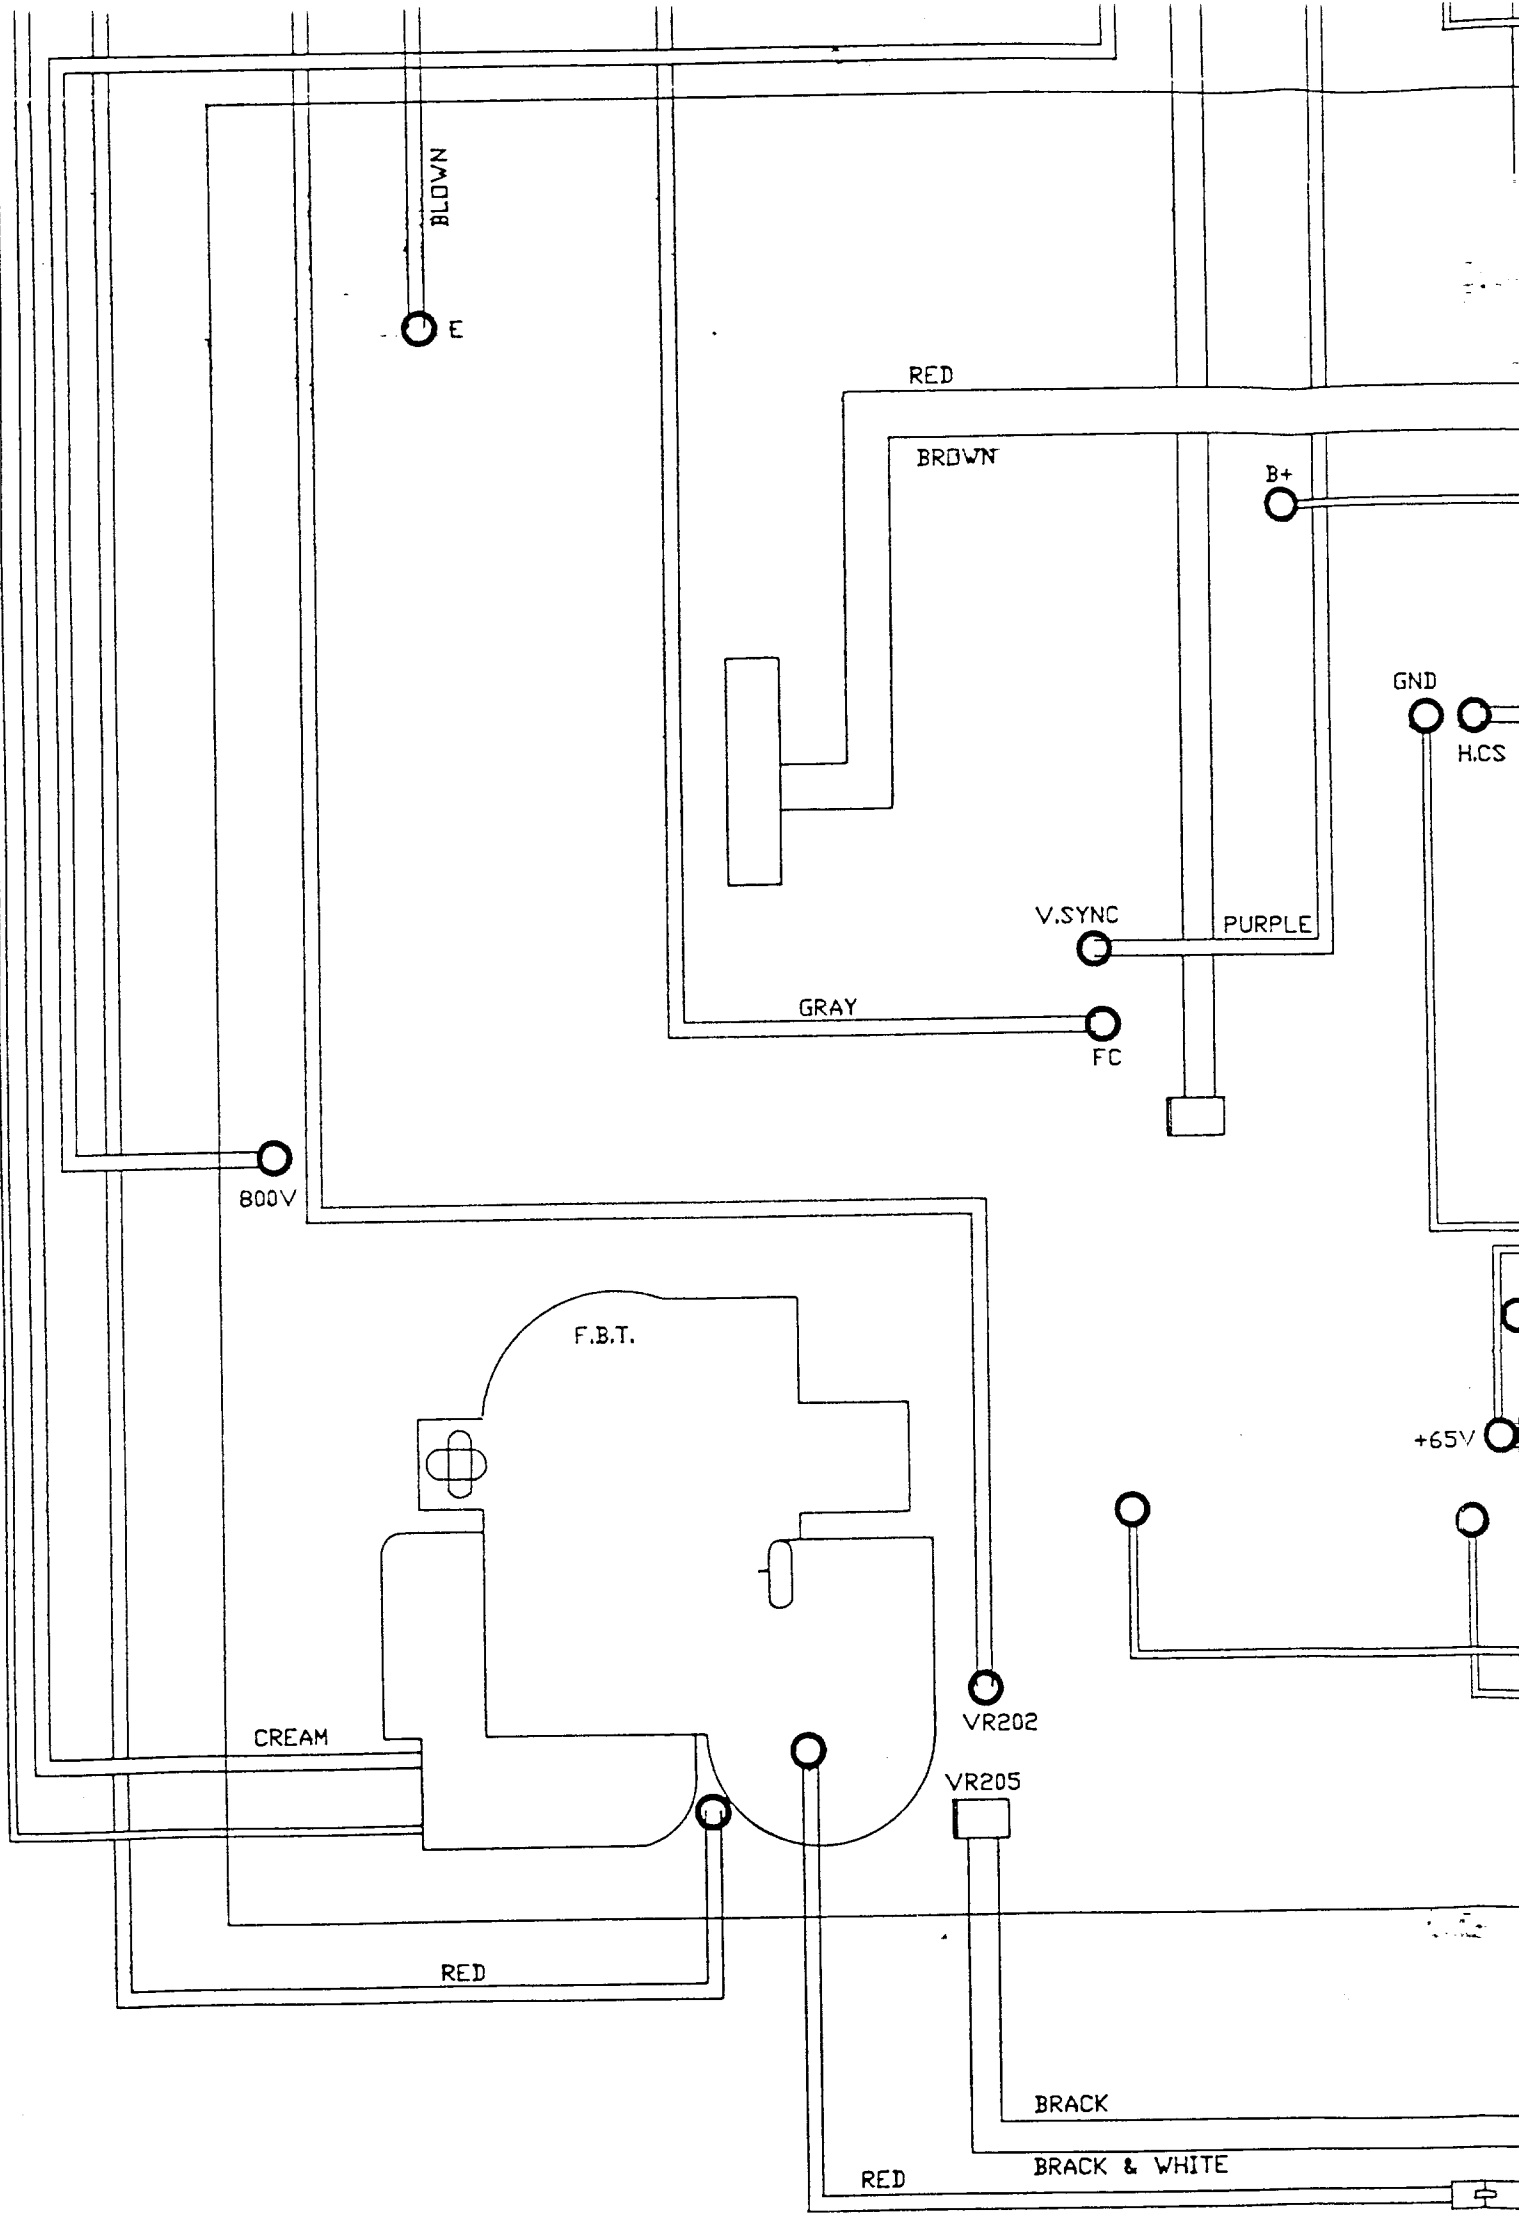 BLOWN
E
RED
BROWN
B+
GND
H.CS
V.SYNC
PURPLE
GRAY
FC
800V
F.B.T.
+65V
VR202
CREAM
VR205
RED
BRACK
BRACK & WHITE
RED